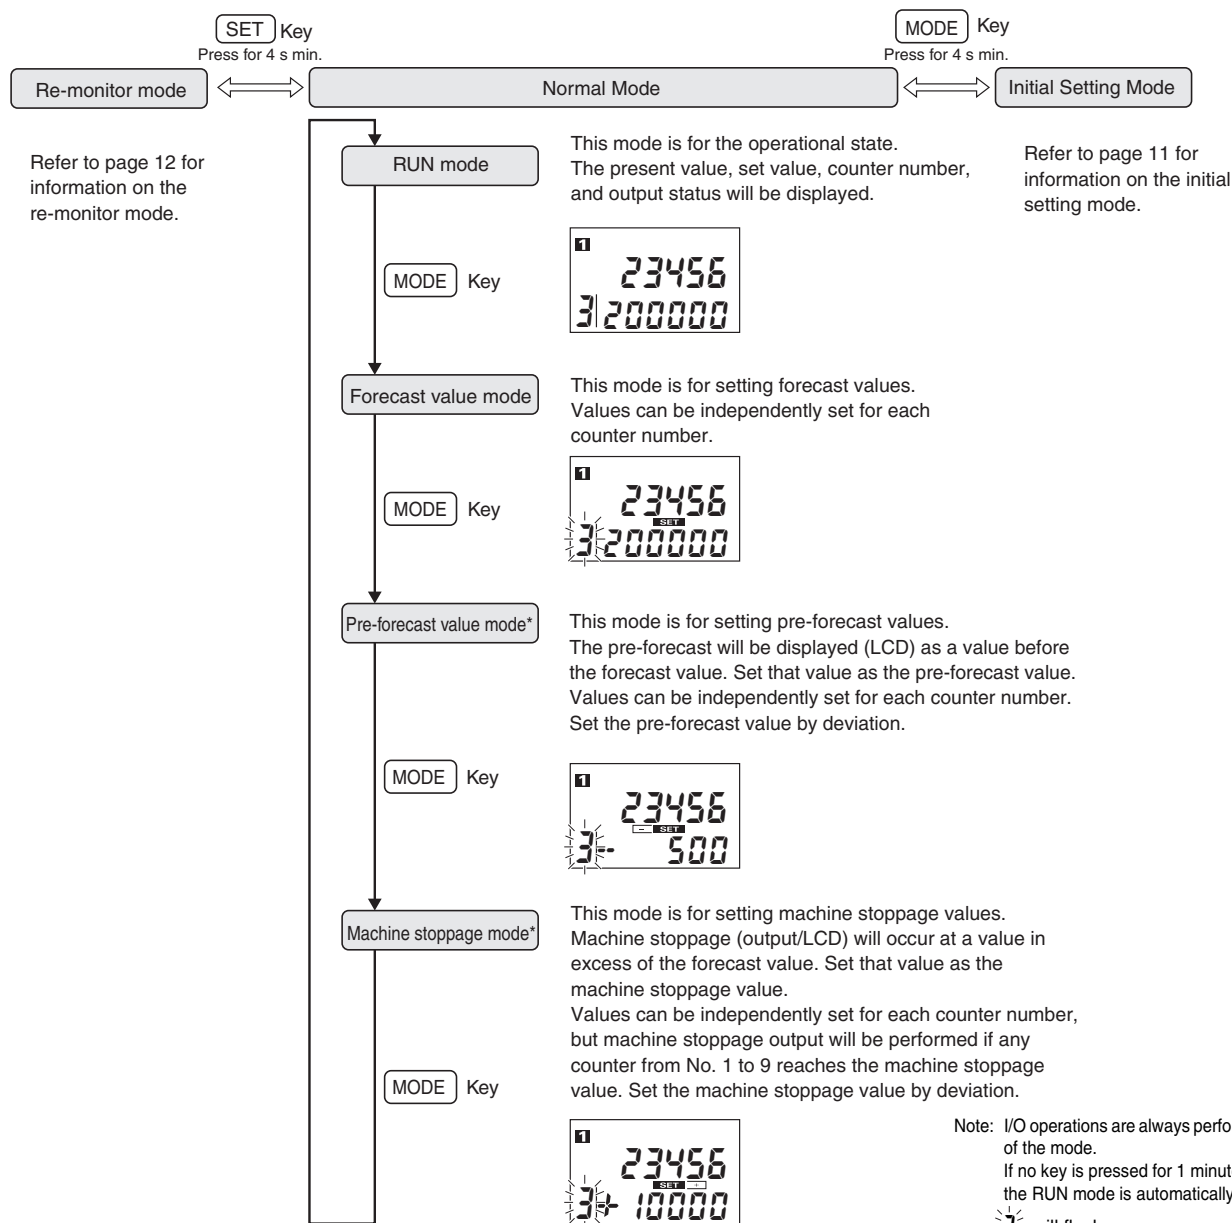 SET Key
Press for 4 s min.
MODE Key
Press for 4 s min.
Re-monitor mode
Normal Mode
Initial Setting Mode
Refer to page 12 for
information on the
re-monitor mode.
RUN mode
This mode is for the operational state.
The present value, set value, counter number,
and output status will be displayed.
Refer to page 11 for
information on the initial
setting mode.
MODE Key
1
23456
3 200000
Forecast value mode
This mode is for setting forecast values.
Values can be independently set for each
counter number.
MODE Key
1
23456
SET
3 200000
Pre-forecast value mode*
This mode is for setting pre-forecast values.
The pre-forecast will be displayed (LCD) as a value before
the forecast value. Set that value as the pre-forecast value.
Values can be independently set for each counter number.
Set the pre-forecast value by deviation.
MODE Key
1
23456
- SET
3-- 500
Machine stoppage mode*
This mode is for setting machine stoppage values.
Machine stoppage (output/LCD) will occur at a value in
excess of the forecast value. Set that value as the
machine stoppage value.
Values can be independently set for each counter number,
but machine stoppage output will be performed if any
counter from No. 1 to 9 reaches the machine stoppage
value. Set the machine stoppage value by deviation.
MODE Key
1
23456
SET +
3+ 10000
Note: I/O operations are always perfo
of the mode.
If no key is pressed for 1 minut
the RUN mode is automatically